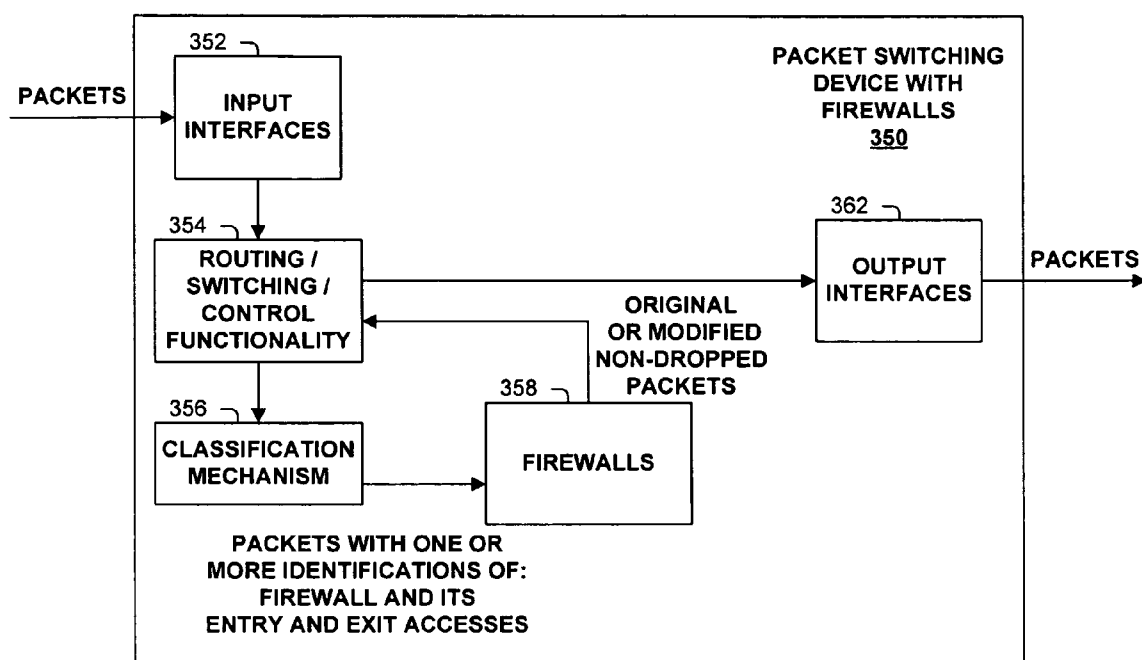 352
PACKETS
INPUT
INTERFACES
PACKET SWITCHING
DEVICE WITH
FIREWALLS
350
354
ROUTING /
SWITCHING /
CONTROL
FUNCTIONALITY
362
OUTPUT
INTERFACES
PACKETS
ORIGINAL
OR MODIFIED
NON-DROPPED
PACKETS
356
CLASSIFICATION
MECHANISM
358
FIREWALLS
PACKETS WITH ONE OR
MORE IDENTIFICATIONS OF:
FIREWALL AND ITS
ENTRY AND EXIT ACCESSES